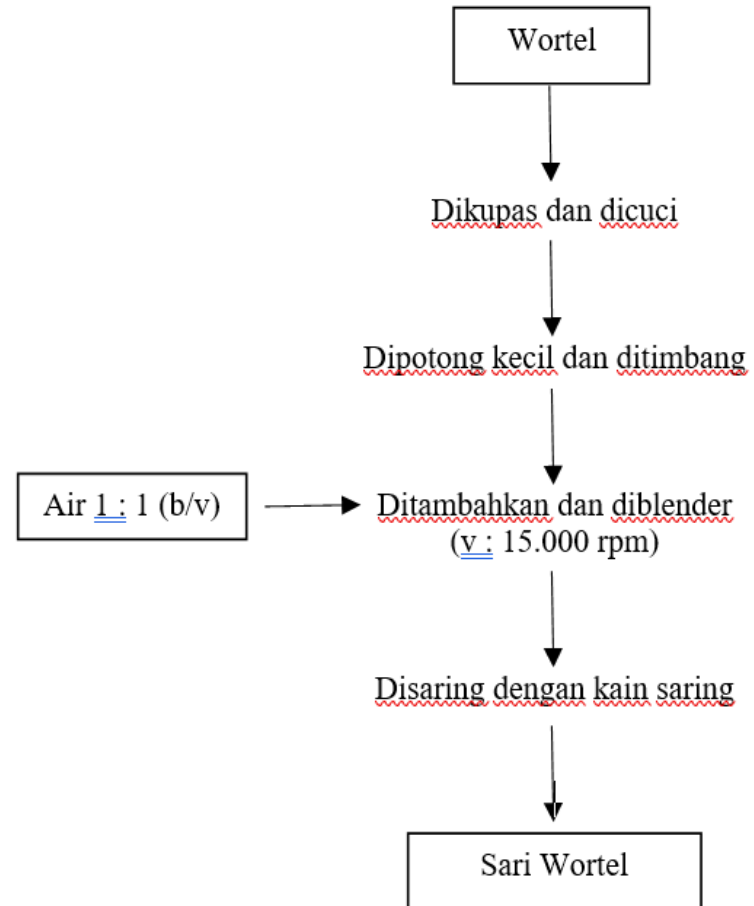 Wortel
Dikupas dan dicuci
Dipotong kecil dan ditimbang
Air 1 : 1 (b/v)
Ditambahkan dan diblender
(v : 15.000 rpm)
Disaring dengan kain saring
Sari Wortel